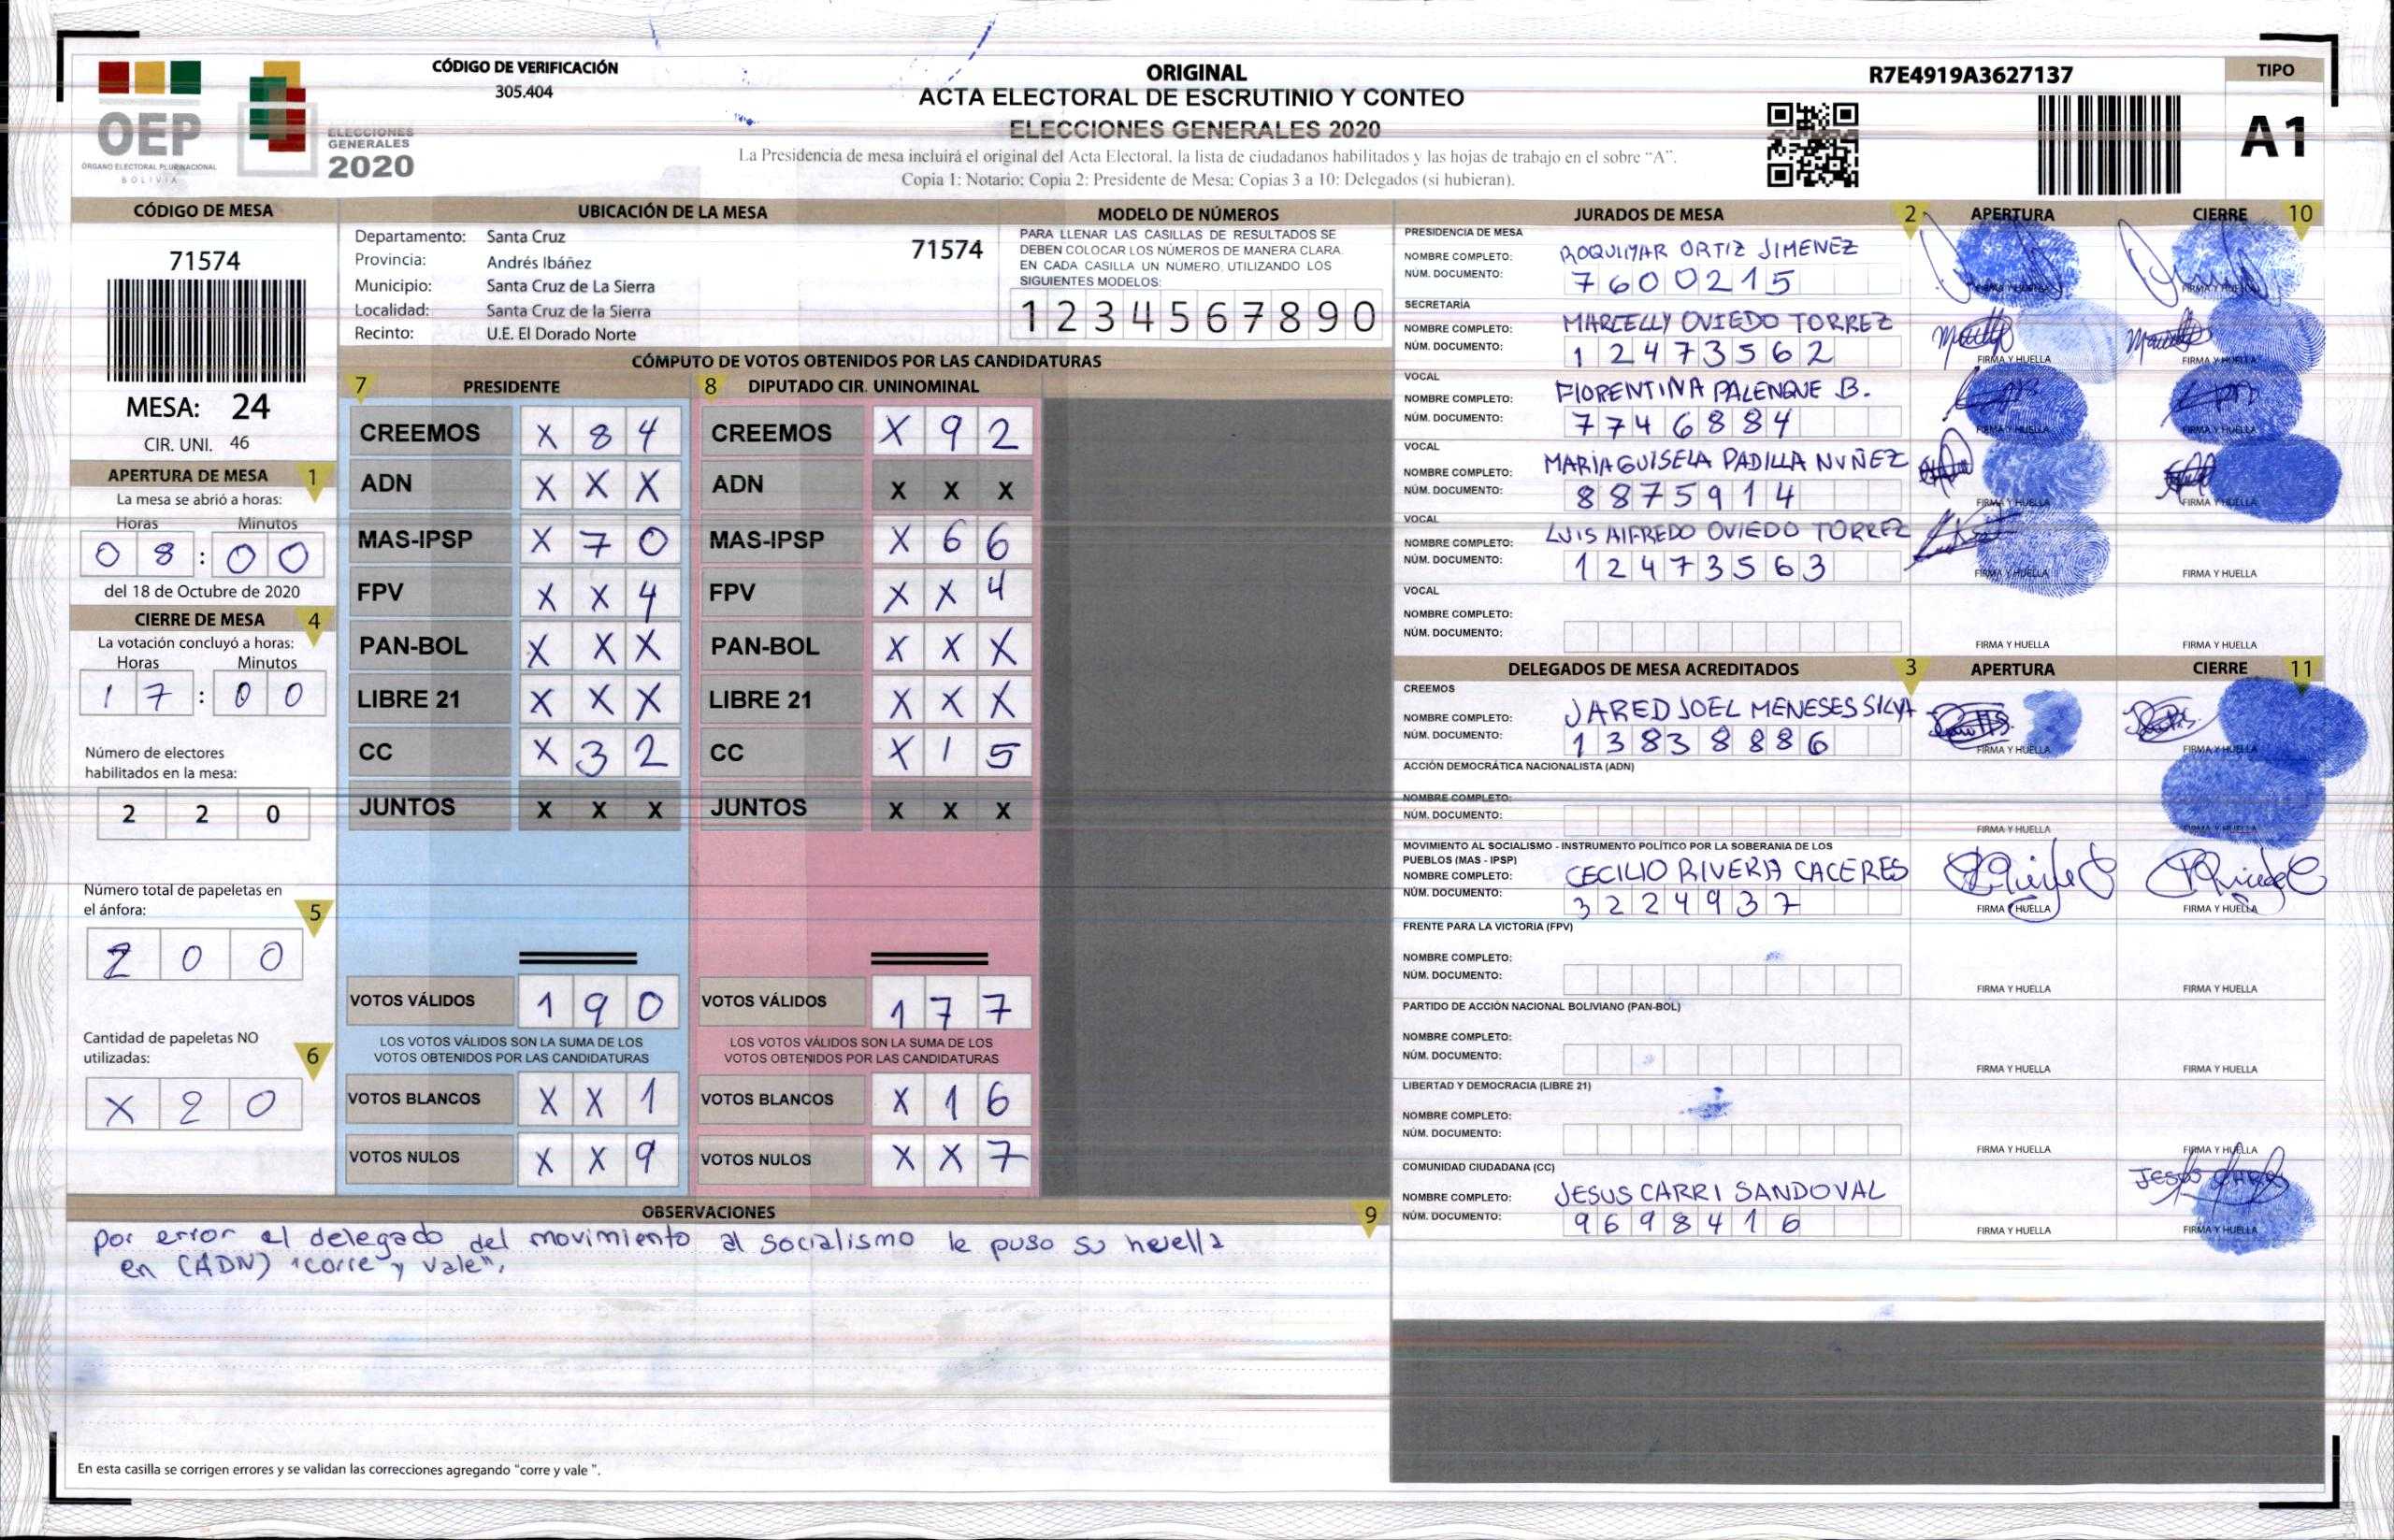 CÓDIGO DE VERIFICACIÓN
305.404
OEP
ÓRGANO ELECTORAL PLURINACIONAL
BOLIVIA
ELECCIONES
GENERALES
2020
ORIGINAL
ACTA ELECTORAL DE ESCRUTINIO Y CONTEO
ELECCIONES GENERALES 2020
La Presidencia de mesa incluirá el original del Acta Electoral, la lista de ciudadanos habilitados y las hojas de trabajo en el sobre "A".
Copia 1: Notario; Copia 2: Presidente de Mesa; Copias 3 a 10: Delegados (si hubieran).
R7E4919A3627137
TIPO
A1
CÓDIGO DE MESA
71574
MESA: 24
CIR. UNI. 46
APERTURA DE MESA 1
La mesa se abrió a horas:
Horas Minutos
0 8 : 0 0
del 18 de Octubre de 2020
CIERRE DE MESA 4
La votación concluyó a horas:
Horas Minutos
1 7 : 0 0
Número de electores
habilitados en la mesa:
2 2 0
Número total de papeletas en
el ánfora: 5
2 0 0
Cantidad de papeletas NO
utilizadas: 6
X 2 0
UBICACIÓN DE LA MESA
Departamento: Santa Cruz
71574
Provincia: Andrés Ibáñez
Municipio: Santa Cruz de La Sierra
Localidad: Santa Cruz de la Sierra
Recinto: U.E. El Dorado Norte
MODELO DE NÚMEROS
PARA LLENAR LAS CASILLAS DE RESULTADOS SE
DEBEN COLOCAR LOS NÚMEROS DE MANERA CLARA.
EN CADA CASILLA UN NÚMERO, UTILIZANDO LOS
SIGUIENTES MODELOS:
1 2 3 4 5 6 7 8 9 0
CÓMPUTO DE VOTOS OBTENIDOS POR LAS CANDIDATURAS
7 PRESIDENTE
CREEMOS X 8 4
ADN X X X
MAS-IPSP X 7 0
FPV X X 4
PAN-BOL X X X
LIBRE 21 X X X
CC X 3 2
JUNTOS X X X
VOTOS VÁLIDOS 1 9 0
LOS VOTOS VÁLIDOS SON LA SUMA DE LOS
VOTOS OBTENIDOS POR LAS CANDIDATURAS
VOTOS BLANCOS X X 1
VOTOS NULOS X X 9
8 DIPUTADO CIR. UNINOMINAL
CREEMOS X 9 2
ADN X X X
MAS-IPSP X 6 6
FPV X X 4
PAN-BOL X X X
LIBRE 21 X X X
CC X 1 5
JUNTOS X X X
VOTOS VÁLIDOS 1 7 7
LOS VOTOS VÁLIDOS SON LA SUMA DE LOS
VOTOS OBTENIDOS POR LAS CANDIDATURAS
VOTOS BLANCOS X 1 6
VOTOS NULOS X X 7
OBSERVACIONES 9
por error el delegado del movimiento al socialismo le puso su huella
en (ADN) "corre y vale".
En esta casilla se corrigen errores y se validan las correcciones agregando "corre y vale ".
JURADOS DE MESA 2 APERTURA CIERRE 10
PRESIDENCIA DE MESA
NOMBRE COMPLETO: ROQUIMAR ORTIZ JIMENEZ
NÚM. DOCUMENTO: 7600215
FIRMA Y HUELLA FIRMA Y HUELLA
SECRETARÍA
NOMBRE COMPLETO: MARCELLY OVIEDO TORREZ
NÚM. DOCUMENTO: 12473562
FIRMA Y HUELLA FIRMA Y HUELLA
VOCAL
NOMBRE COMPLETO: FIORENTINA PALENQUE B.
NÚM. DOCUMENTO: 7746884
FIRMA Y HUELLA FIRMA Y HUELLA
VOCAL
NOMBRE COMPLETO: MARIA GUISELA PADILLA NUÑEZ
NÚM. DOCUMENTO: 8875914
FIRMA Y HUELLA FIRMA Y HUELLA
VOCAL
NOMBRE COMPLETO: LUIS AlFREDO OVIEDO TORREZ
NÚM. DOCUMENTO: 12473563
FIRMA Y HUELLA FIRMA Y HUELLA
VOCAL
NOMBRE COMPLETO:
NÚM. DOCUMENTO:
FIRMA Y HUELLA FIRMA Y HUELLA
DELEGADOS DE MESA ACREDITADOS 3 APERTURA CIERRE 11
CREEMOS
NOMBRE COMPLETO: JARED JOEL MENESES SILVA
NÚM. DOCUMENTO: 13838886
FIRMA Y HUELLA FIRMA Y HUELLA
ACCIÓN DEMOCRÁTICA NACIONALISTA (ADN)
NOMBRE COMPLETO:
NÚM. DOCUMENTO:
FIRMA Y HUELLA FIRMA Y HUELLA
MOVIMIENTO AL SOCIALISMO - INSTRUMENTO POLÍTICO POR LA SOBERANIA DE LOS
PUEBLOS (MAS - IPSP)
NOMBRE COMPLETO: CECILIO RIVERA CACERES
NÚM. DOCUMENTO: 3224937
FIRMA Y HUELLA FIRMA Y HUELLA
FRENTE PARA LA VICTORIA (FPV)
NOMBRE COMPLETO:
NÚM. DOCUMENTO:
FIRMA Y HUELLA FIRMA Y HUELLA
PARTIDO DE ACCIÓN NACIONAL BOLIVIANO (PAN-BOL)
NOMBRE COMPLETO:
NÚM. DOCUMENTO:
FIRMA Y HUELLA FIRMA Y HUELLA
LIBERTAD Y DEMOCRACIA (LIBRE 21)
NOMBRE COMPLETO:
NÚM. DOCUMENTO:
FIRMA Y HUELLA FIRMA Y HUELLA
COMUNIDAD CIUDADANA (CC)
NOMBRE COMPLETO: JESUS CARRI SANDOVAL
NÚM. DOCUMENTO: 9698416
FIRMA Y HUELLA FIRMA Y HUELLA